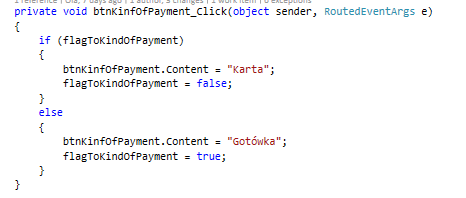 private void btnKinfOfPayment_Click(object sender, RoutedEventArgs e)
{
if (flagToKindOfPayment)
{
btnKinfOfPayment.Content = "Karta";
flagToKindOfPayment = false;
}
else
{
btnKinfOfPayment.Content = "Gotówka";
flagToKindOfPayment = true;
}
}